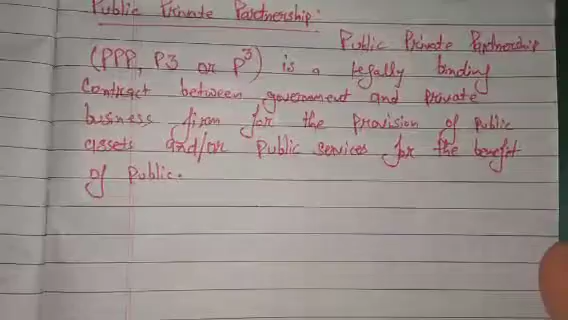 Public Private Partnership:
Public Private Partnership
(PPP, P3 or P³) is a legally binding
Contract between government and private
business firm for the provision of public
assets and/or Public services for the benefit
of Public.